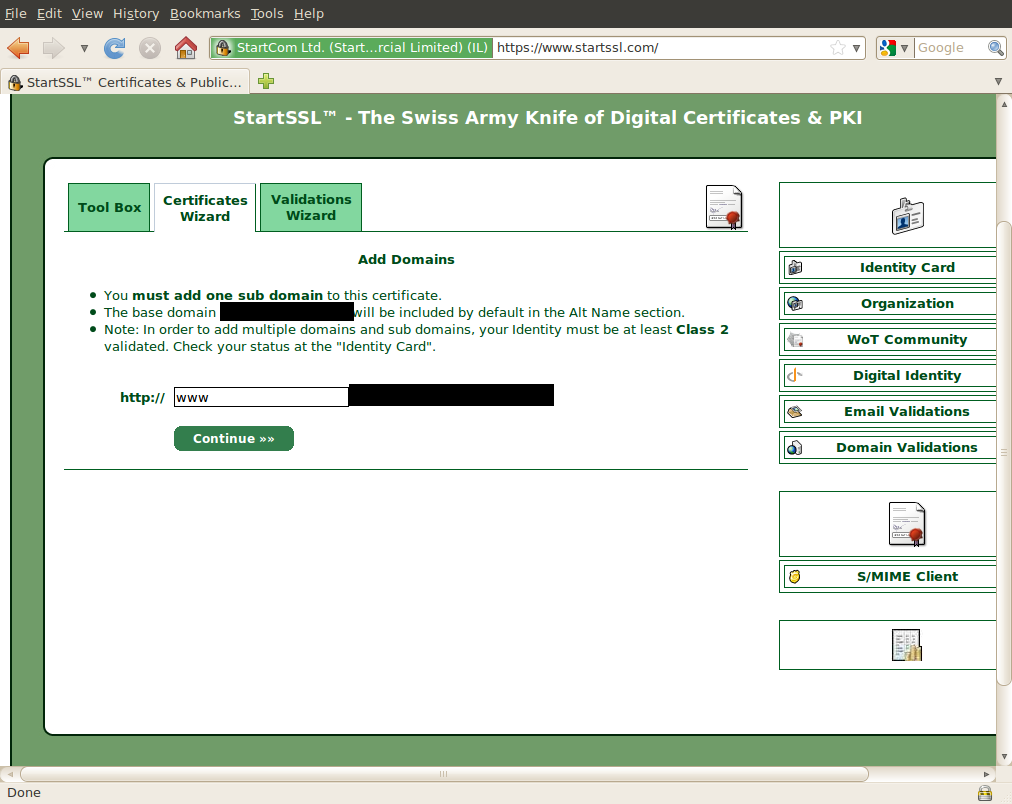 File Edit View History Bookmarks Tools Help
StartCom Ltd. (Start...rcial Limited) (IL) https://www.startssl.com/ Google
StartSSL™ Certificates & Public...
StartSSL™ - The Swiss Army Knife of Digital Certificates & PKI
Tool Box
Certificates Wizard
Validations Wizard
Add Domains
You must add one sub domain to this certificate.
The base domain will be included by default in the Alt Name section.
Note: In order to add multiple domains and sub domains, your Identity must be at least Class 2
validated. Check your status at the "Identity Card".
http:// www
Continue »»
Identity Card
Organization
WoT Community
Digital Identity
Email Validations
Domain Validations
S/MIME Client
Done